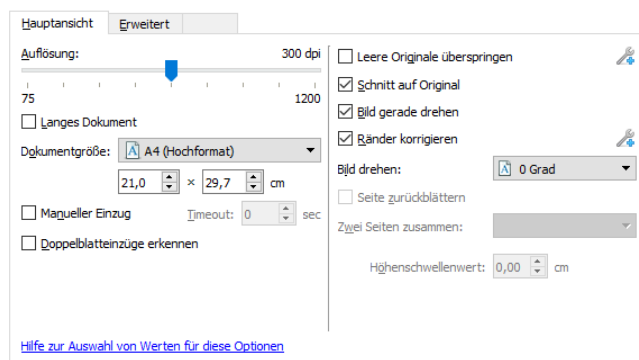 Hauptansicht Erweitert
Auflösung: 300 dpi
75 1200
Langes Dokument
Dokumentgröße: A4 (Hochformat)
21,0 × 29,7 cm
Manueller Einzug Timeout: 0 sec
Doppelblatteinzüge erkennen
Leere Originale überspringen
Schnitt auf Original
Bild gerade drehen
Ränder korrigieren
Bild drehen: 0 Grad
Seite zurückblättern
Zwei Seiten zusammen:
Höhenschwellenwert: 0,00 cm
Hilfe zur Auswahl von Werten für diese Optionen